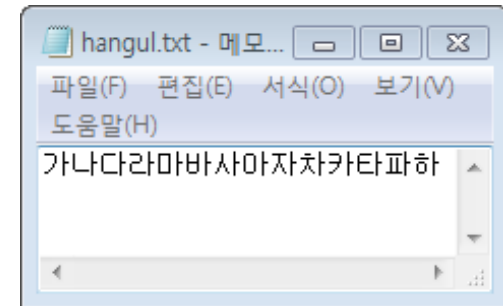 hangul.txt - 메모...
파일(F) 편집(E) 서식(O) 보기(V)
도움말(H)
가나다라마바사아자차카타파하